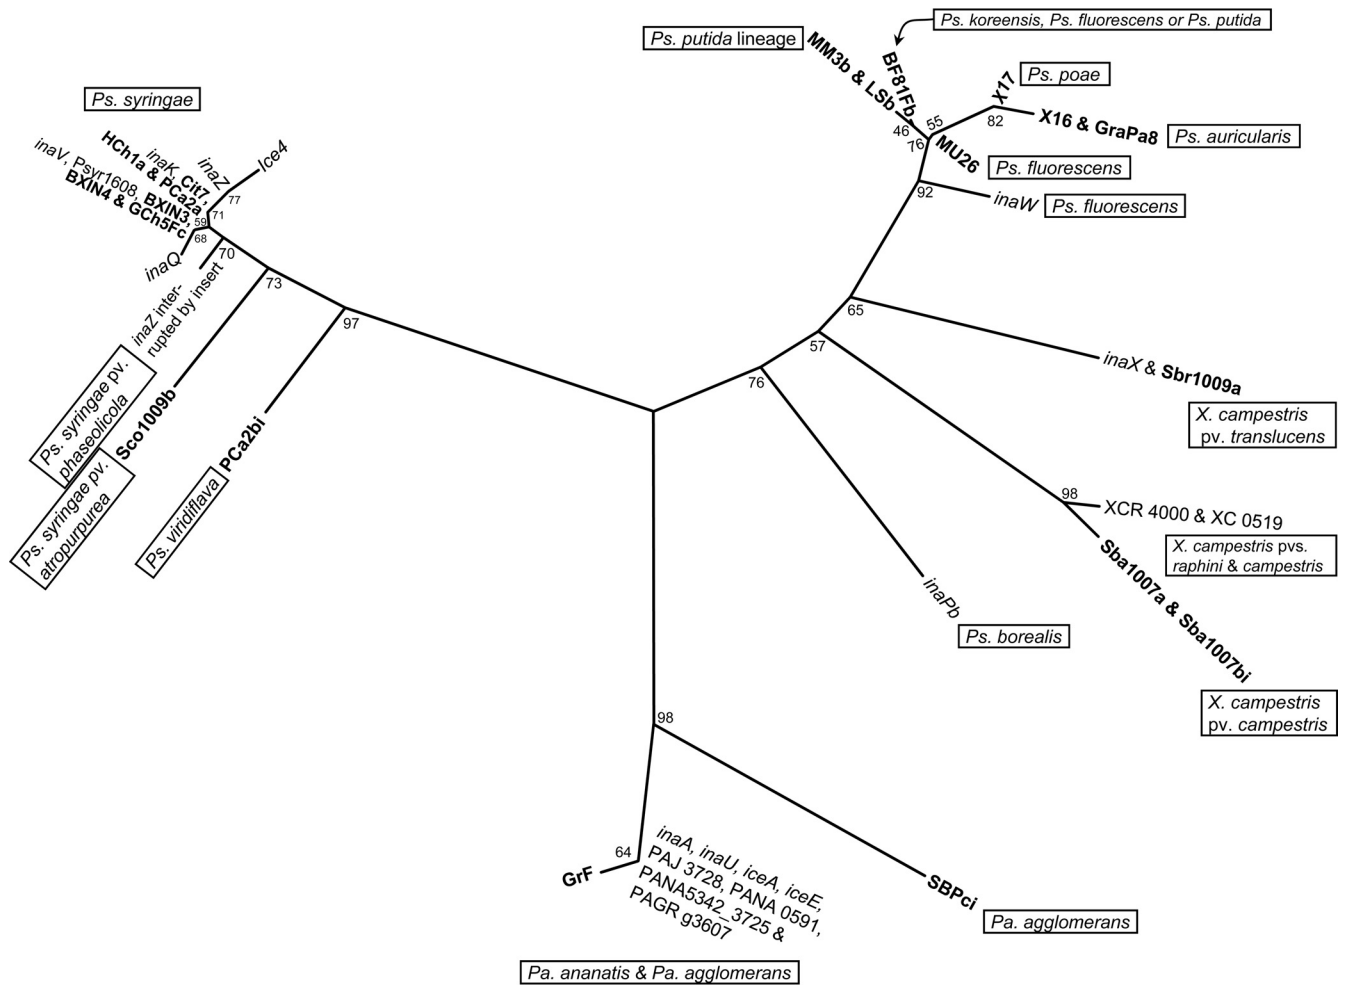 Ps. koreensis, Ps. fluorescens or Ps. putida
Ps. putida lineage
MM3b & LSb
BF81Fb
X17
Ps. poae
X16 & GraPa8
Ps. auricularis
46
55
82
76
MU26
Ps. fluorescens
92
inaW
Ps. fluorescens
Ps. syringae
HCh1a & PCa2a,
inaK, Cit7,
inaZ
Ice4
inaV, Psyr1608, BXIN3,
BXIN4 & GCh5Fc
77
71
59
68
inaQ
70
73
97
inaZ inter-
rupted by insert
Ps. syringae pv.
phaseolicola
Sco1009b
Ps. syringae pv.
atropurpurea
PCa2bi
Ps. viridiflava
65
57
76
inaX & Sbr1009a
X. campestris
pv. translucens
98
XCR 4000 & XC 0519
X. campestris pvs.
raphini & campestris
Sba1007a & Sba1007bi
X. campestris
pv. campestris
inaPb
Ps. borealis
98
64
GrF
inaA, inaU, iceA, iceE,
PAJ 3728, PANA 0591,
PANA5342_3725 &
PAGR g3607
SBPci
Pa. agglomerans
Pa. ananatis & Pa. agglomerans